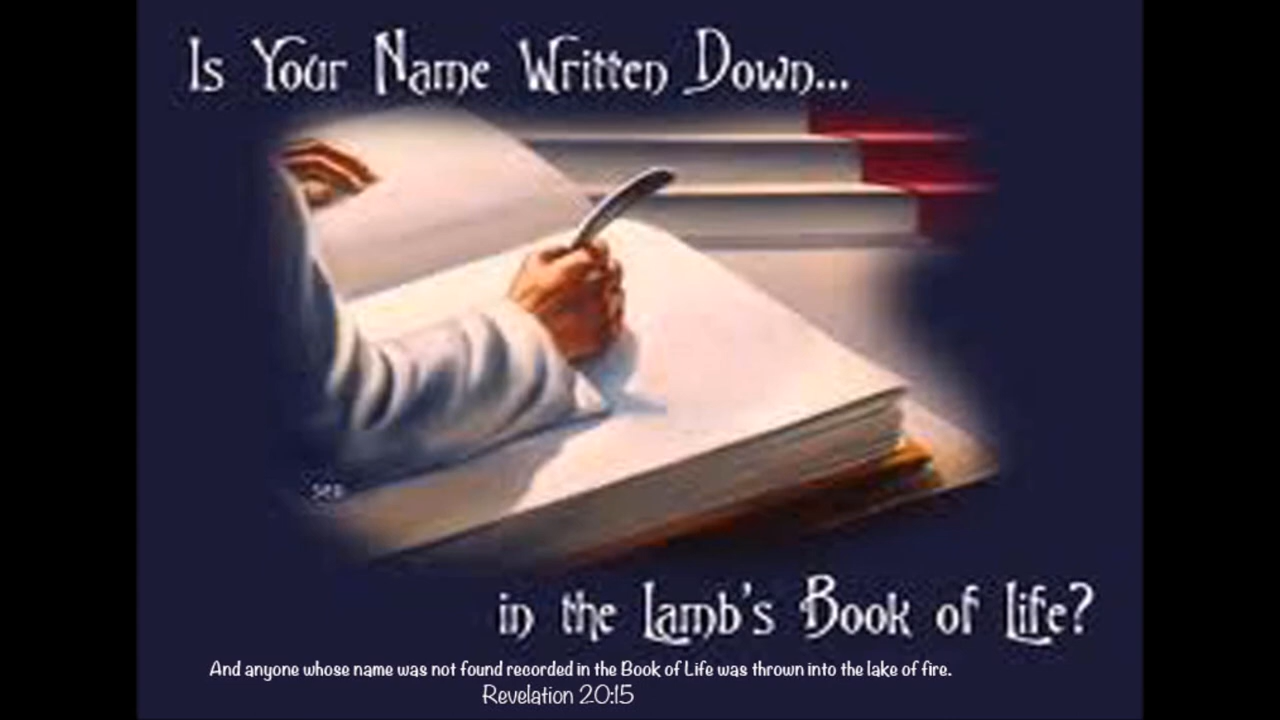 Is Your Name Written Down...
in the Lamb's Book of Life?
And anyone whose name was not found recorded in the Book of Life was thrown into the lake of fire.
Revelation 20:15